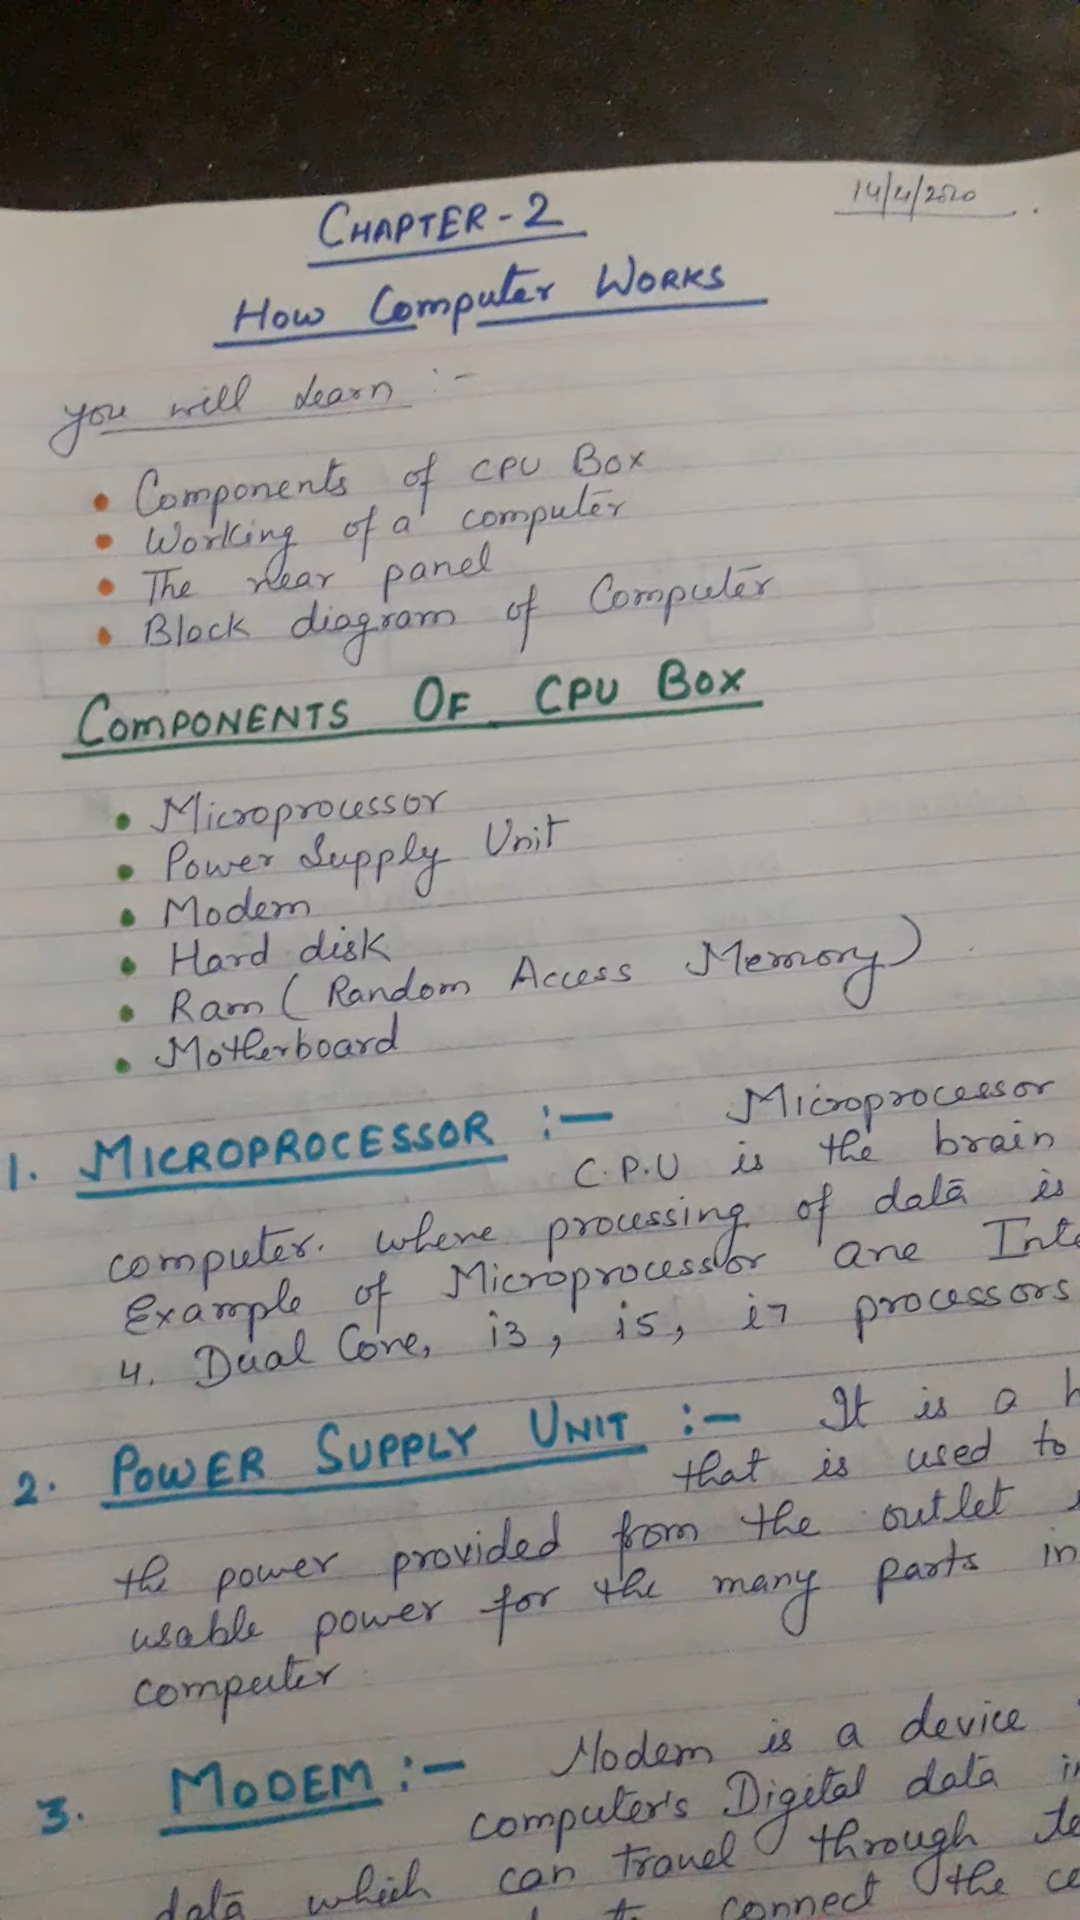 14/4/2020
CHAPTER-2
HOW COMPUTER WORKS
you will learn :-
• Components of CPU Box
• Working of a computer
• The rear panel
• Block diagram of Computer
COMPONENTS OF CPU BOX
• Microprocessor
• Power Supply Unit
• Modem
• Hard disk
• Ram (Random Access Memory)
• Motherboard
1. MICROPROCESSOR :- Microprocessor
C.P.U is the brain
computer. where processing of data is
Example of Microprocessor are Inte
4. Dual Core, i3, i5, i7 processors
2. POWER SUPPLY UNIT :- It is a h
that is used to
the power provided from the outlet
usable power for the many parts in
computer
3. MODEM :- Modem is a device
computer's Digital data in
data which can travel through te
to connect the ce